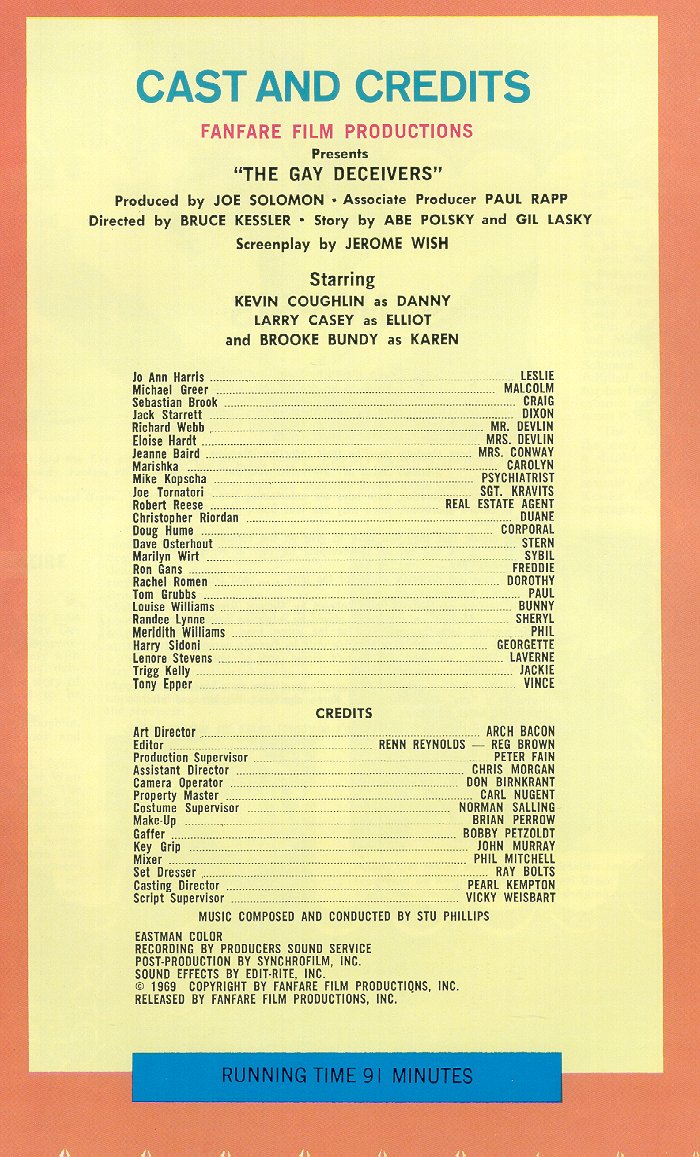 CAST AND CREDITS
FANFARE FILM PRODUCTIONS
Presents
“THE GAY DECEIVERS”
Produced by JOE SOLOMON • Associate Producer PAUL RAPP
Directed by BRUCE KESSLER • Story by ABE POLSKY and GIL LASKY
Screenplay by JEROME WISH
Starring
KEVIN COUGHLIN as DANNY
LARRY CASEY as ELLIOT
and BROOKE BUNDY as KAREN
Jo Ann Harris LESLIE
Michael Greer MALCOLM
Sebastian Brook CRAIG
Jack Starrett DIXON
Richard Webb MR. DEVLIN
Eloise Hardt MRS. DEVLIN
Jeanne Baird MRS. CONWAY
Marishka CAROLYN
Mike Kopscha PSYCHIATRIST
Joe Tornatori SGT. KRAVITS
Robert Reese REAL ESTATE AGENT
Christopher Riordan DUANE
Doug Hume CORPORAL
Dave Osterhout STERN
Marilyn Wirt SYBIL
Ron Gans FREDDIE
Rachel Romen DOROTHY
Tom Grubbs PAUL
Louise Williams BUNNY
Randee Lynne SHERYL
Meridith Williams PHIL
Harry Sidoni GEORGETTE
Lenore Stevens LAVERNE
Trigg Kelly JACKIE
Tony Epper VINCE
CREDITS
Art Director ARCH BACON
Editor RENN REYNOLDS — REG BROWN
Production Supervisor PETER FAIN
Assistant Director CHRIS MORGAN
Camera Operator DON BIRNKRANT
Property Master CARL NUGENT
Costume Supervisor NORMAN SALLING
Make-Up BRIAN PERROW
Gaffer BOBBY PETZOLDT
Key Grip JOHN MURRAY
Mixer PHIL MITCHELL
Set Dresser RAY BOLTS
Casting Director PEARL KEMPTON
Script Supervisor VICKY WEISBART
MUSIC COMPOSED AND CONDUCTED BY STU PHILLIPS
EASTMAN COLOR
RECORDING BY PRODUCERS SOUND SERVICE
POST-PRODUCTION BY SYNCHROFILM, INC.
SOUND EFFECTS BY EDIT-RITE, INC.
© 1969 COPYRIGHT BY FANFARE FILM PRODUCTIONS, INC.
RELEASED BY FANFARE FILM PRODUCTIONS, INC.
RUNNING TIME 91 MINUTES